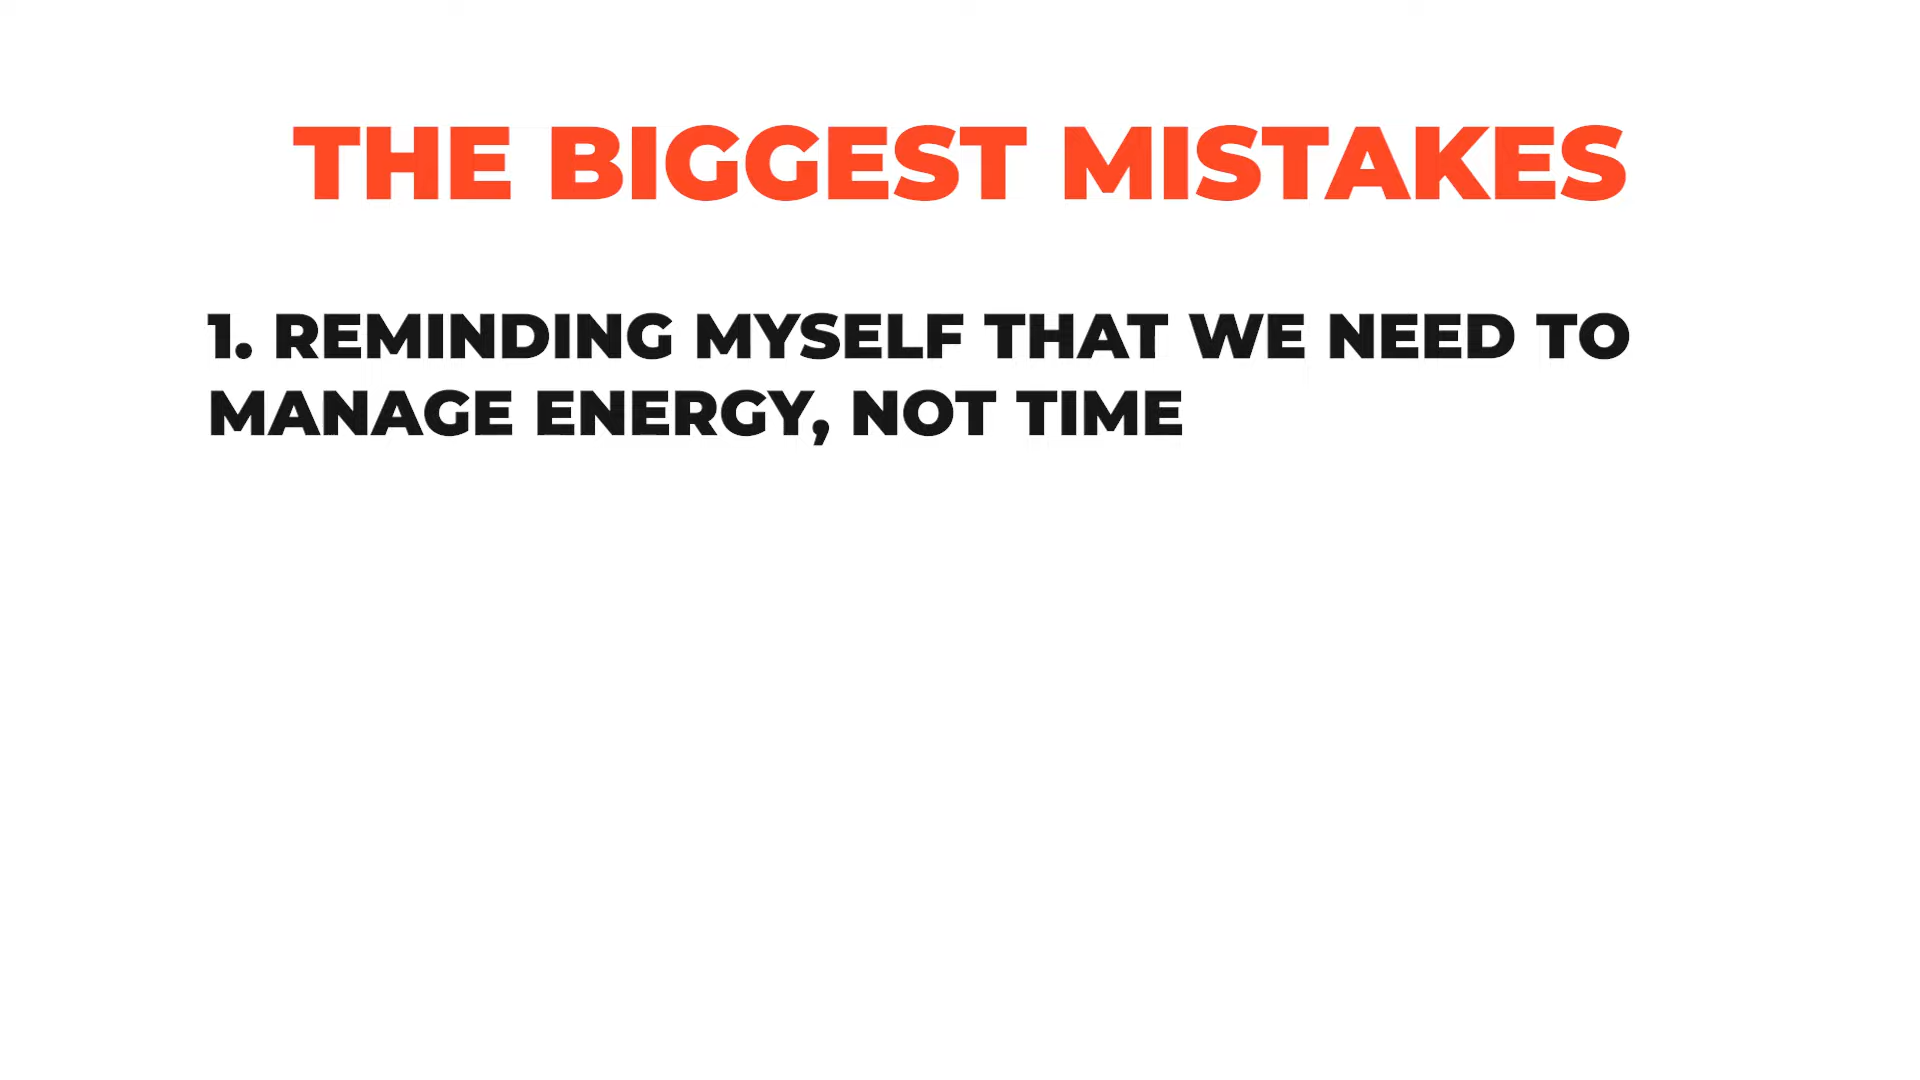 THE BIGGEST MISTAKES
1. REMINDING MYSELF THAT WE NEED TO
MANAGE ENERGY, NOT TIME